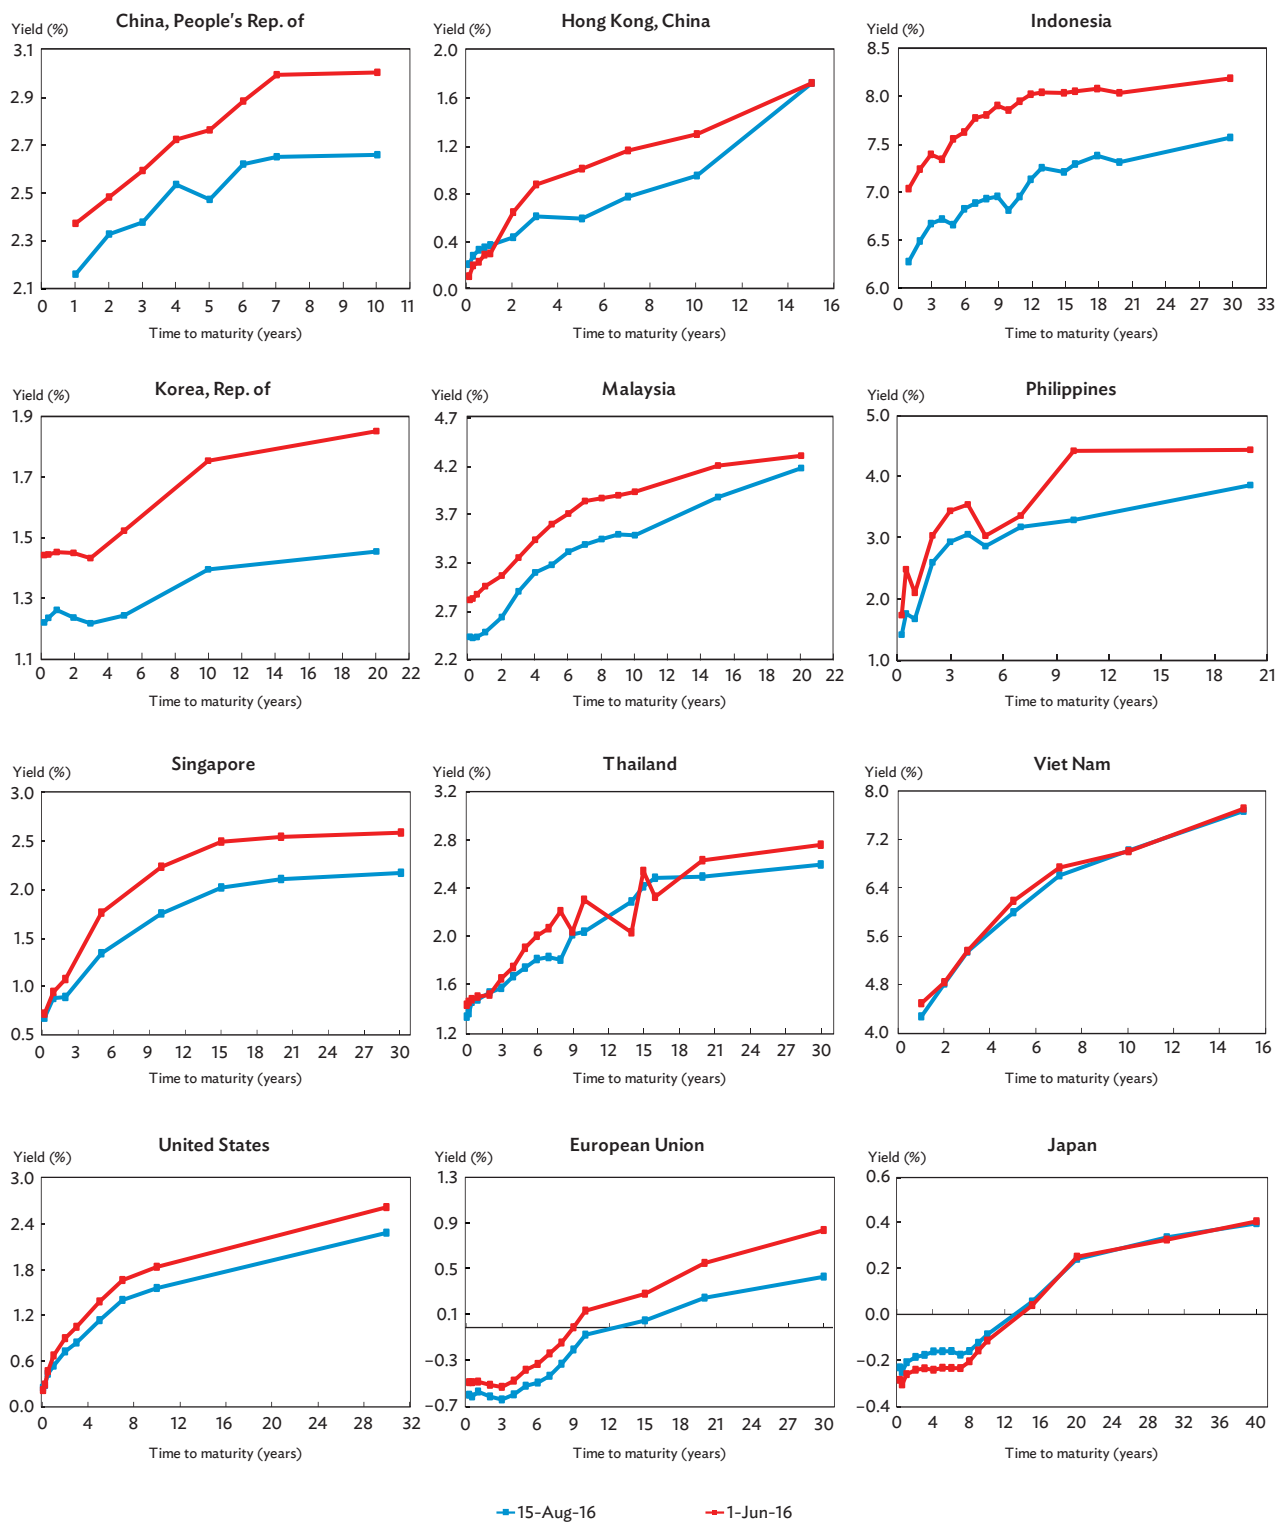 China, People's Rep. of
Yield (%)
3.1
2.9
2.7
2.5
2.3
2.1
0 1 2 3 4 5 6 7 8 9 10 11
Time to maturity (years)
Hong Kong, China
Yield (%)
2.0
1.6
1.2
0.8
0.4
0.0
0 2 4 6 8 10 12 14 16
Time to maturity (years)
Indonesia
Yield (%)
8.5
8.0
7.5
7.0
6.5
6.0
0 3 6 9 12 15 18 21 24 27 30 33
Time to maturity (years)
Korea, Rep. of
Yield (%)
1.9
1.7
1.5
1.3
1.1
0 2 4 6 8 10 12 14 16 18 20 22
Time to maturity (years)
Malaysia
Yield (%)
4.7
4.2
3.7
3.2
2.7
2.2
0 2 4 6 8 10 12 14 16 18 20 22
Time to maturity (years)
Philippines
Yield (%)
5.0
4.0
3.0
2.0
1.0
0 3 6 9 12 15 18 21
Time to maturity (years)
Singapore
Yield (%)
3.0
2.5
2.0
1.5
1.0
0.5
0 3 6 9 12 15 18 21 24 27 30
Time to maturity (years)
Thailand
Yield (%)
3.2
2.8
2.4
2.0
1.6
1.2
0 3 6 9 12 15 18 21 24 27 30
Time to maturity (years)
Viet Nam
Yield (%)
8.0
7.2
6.4
5.6
4.8
4.0
0 2 4 6 8 10 12 14 16
Time to maturity (years)
United States
Yield (%)
3.0
2.4
1.8
1.2
0.6
0.0
0 4 8 12 16 20 24 28 32
Time to maturity (years)
European Union
Yield (%)
1.3
0.9
0.5
0.1
−0.3
−0.7
0 3 6 9 12 15 18 21 24 27 30
Time to maturity (years)
Japan
Yield (%)
0.6
0.4
0.2
0.0
−0.2
−0.4
0 4 8 12 16 20 24 28 32 36 40
Time to maturity (years)
15-Aug-16 1-Jun-16